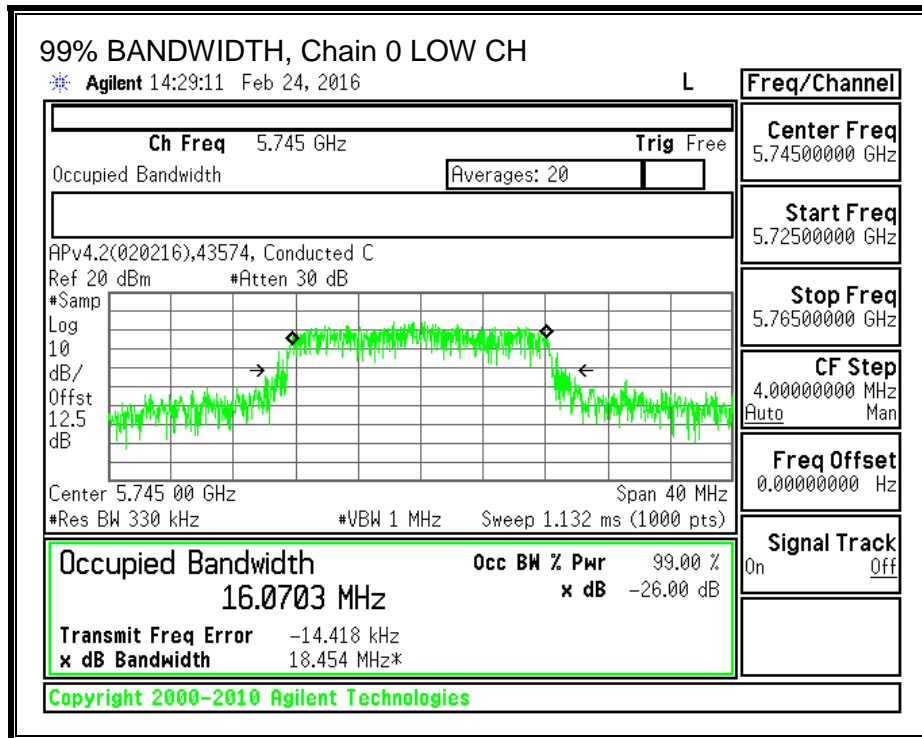 99% BANDWIDTH, Chain 0 LOW CH
Agilent 14:29:11 Feb 24, 2016 L
Freq/Channel
Ch Freq 5.745 GHz Trig Free
Occupied Bandwidth Averages: 20
Center Freq
5.74500000 GHz
Start Freq
5.72500000 GHz
Stop Freq
5.76500000 GHz
CF Step
4.00000000 MHz
Auto Man
Freq Offset
0.00000000 Hz
Signal Track
On Off
APv4.2(020216),43574, Conducted C
Ref 20 dBm #Atten 30 dB
#Samp
Log
10
dB/
Offst
12.5
dB
Center 5.745 00 GHz Span 40 MHz
#Res BW 330 kHz #VBW 1 MHz Sweep 1.132 ms (1000 pts)
Occupied Bandwidth
16.0703 MHz
Occ BW % Pwr 99.00 %
x dB -26.00 dB
Transmit Freq Error -14.418 kHz
x dB Bandwidth 18.454 MHz*
Copyright 2000-2010 Agilent Technologies